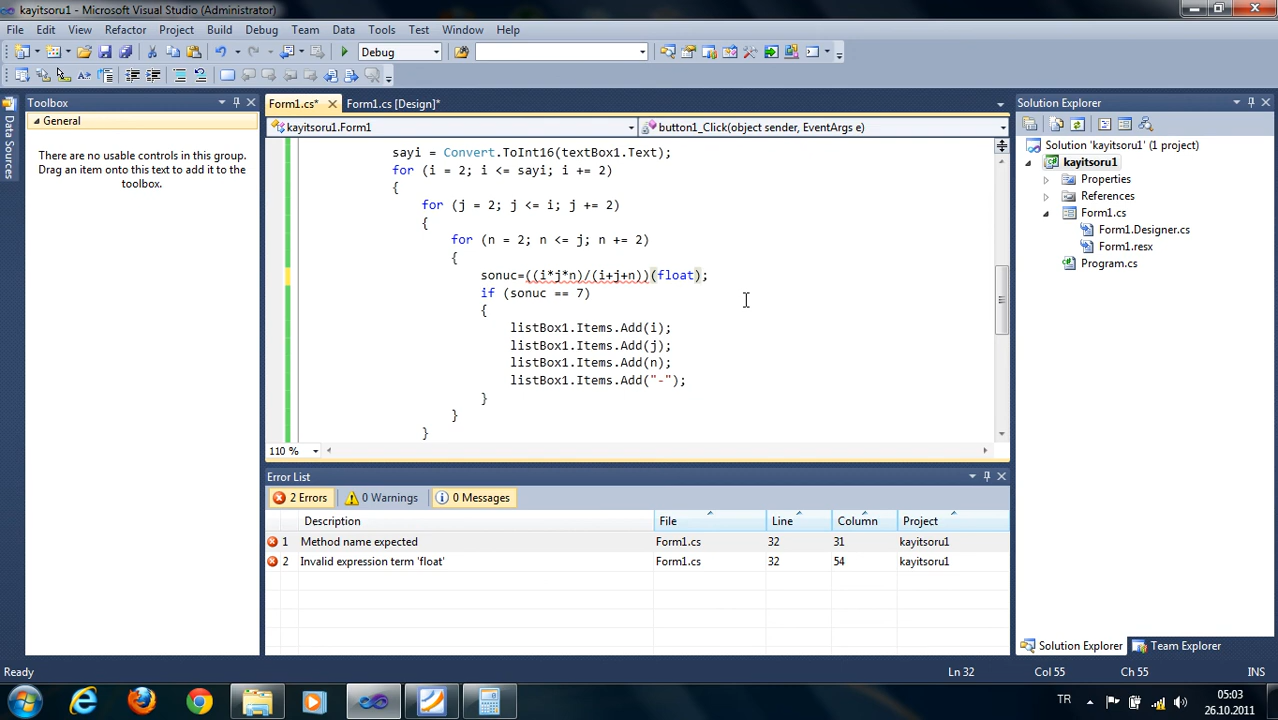 kayitsoru1 - Microsoft Visual Studio (Administrator)
File Edit View Refactor Project Build Debug Team Data Tools Test Window Help
Debug
Toolbox
Form1.cs* Form1.cs [Design]*
Solution Explorer
Data Sources
General
There are no usable controls in this group.
Drag an item onto this text to add it to the
toolbox.
kayitsoru1.Form1
button1_Click(object sender, EventArgs e)
sayi = Convert.ToInt16(textBox1.Text);
for (i = 2; i <= sayi; i += 2)
{
for (j = 2; j <= i; j += 2)
{
for (n = 2; n <= j; n += 2)
{
sonuc=((i*j*n)/(i+j+n))(float);
if (sonuc == 7)
{
listBox1.Items.Add(i);
listBox1.Items.Add(j);
listBox1.Items.Add(n);
listBox1.Items.Add("-");
}
}
}
110 %
Solution 'kayitsoru1' (1 project)
kayitsoru1
Properties
References
Form1.cs
Form1.Designer.cs
Form1.resx
Program.cs
Error List
2 Errors 0 Warnings 0 Messages
Description File Line Column Project
1 Method name expected Form1.cs 32 31 kayitsoru1
2 Invalid expression term 'float' Form1.cs 32 54 kayitsoru1
Solution Explorer Team Explorer
Ready Ln 32 Col 55 Ch 55 INS
TR
05:03
26.10.2011